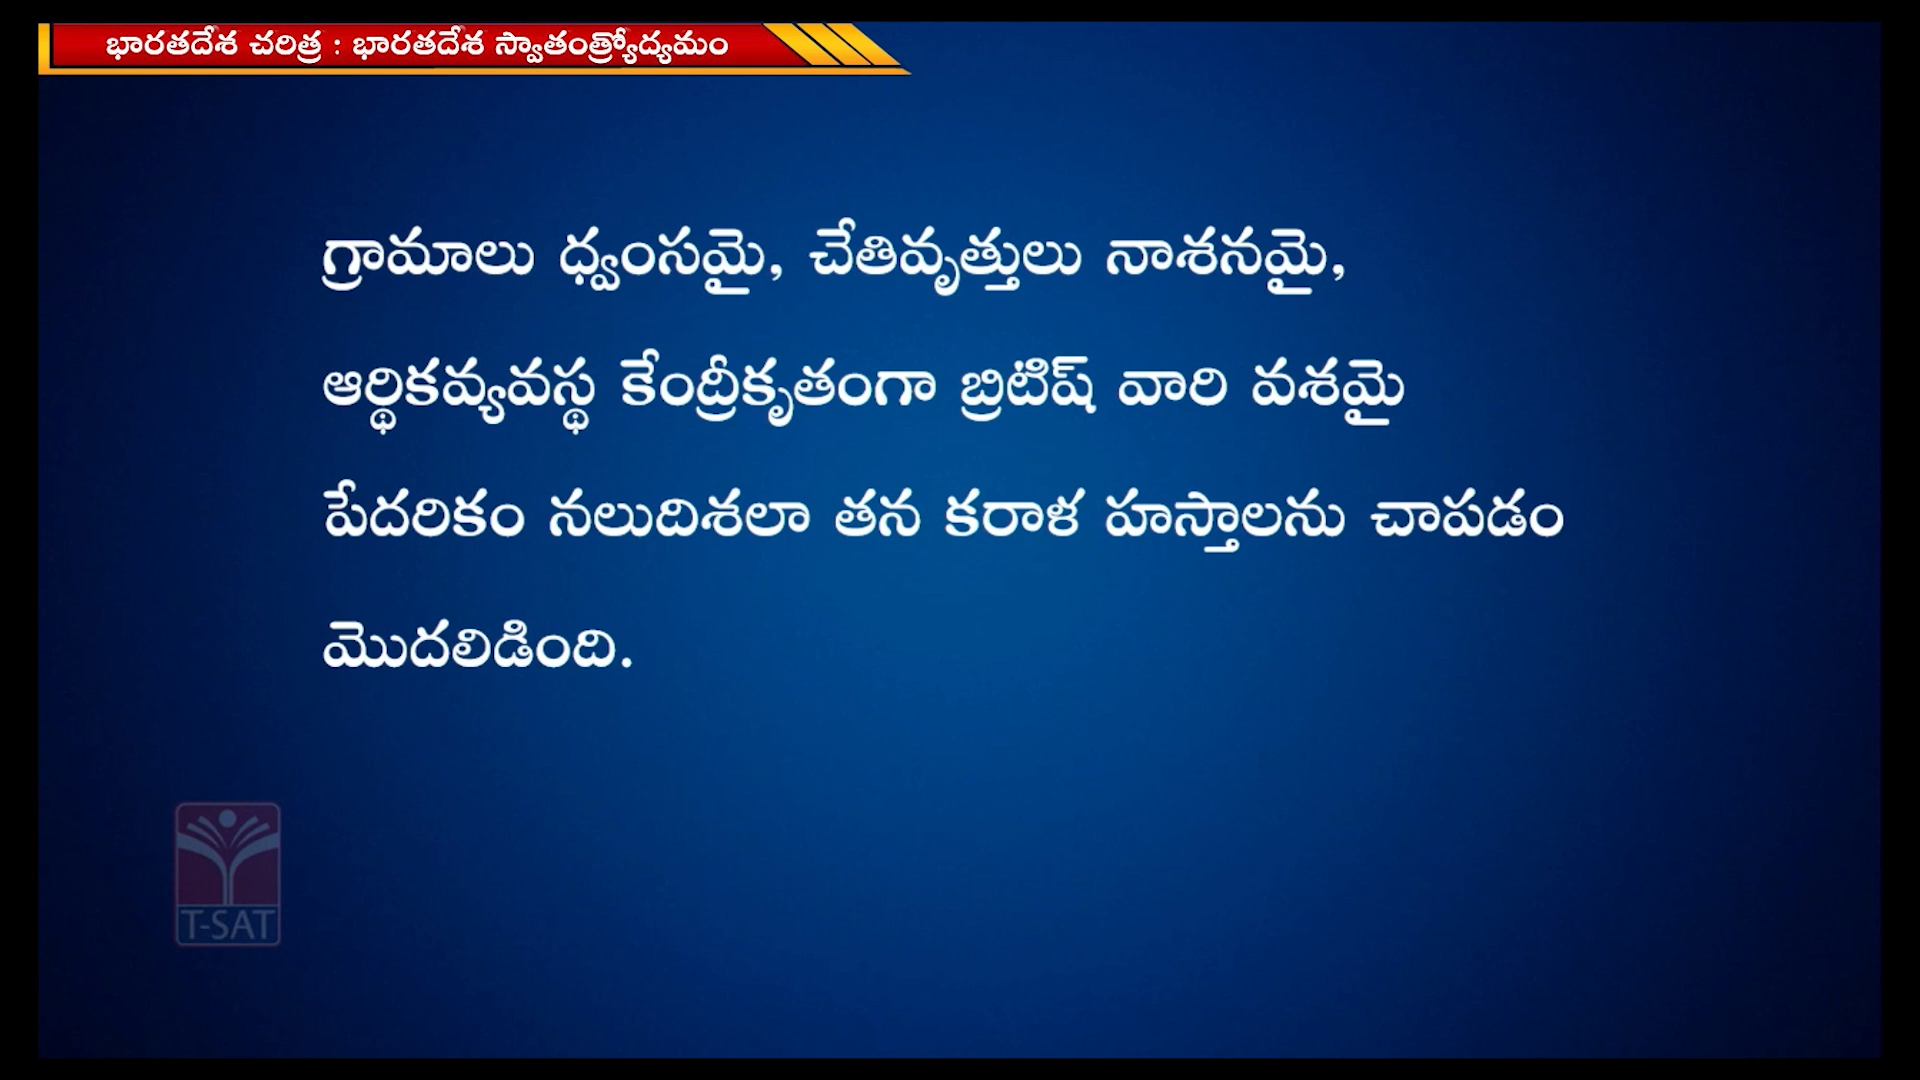 భారతదేశ చరిత్ర : భారతదేశ స్వాతంత్ర్యోద్యమం
గ్రామాలు ధ్వంసమై, చేతివృత్తులు నాశనమై,
ఆర్థికవ్యవస్థ కేంద్రీకృతంగా బ్రిటిష్ వారి వశమై
పేదరికం నలుదిశలా తన కరాళ హస్తాలను చాపడం
మొదలిడింది.
T-SAT